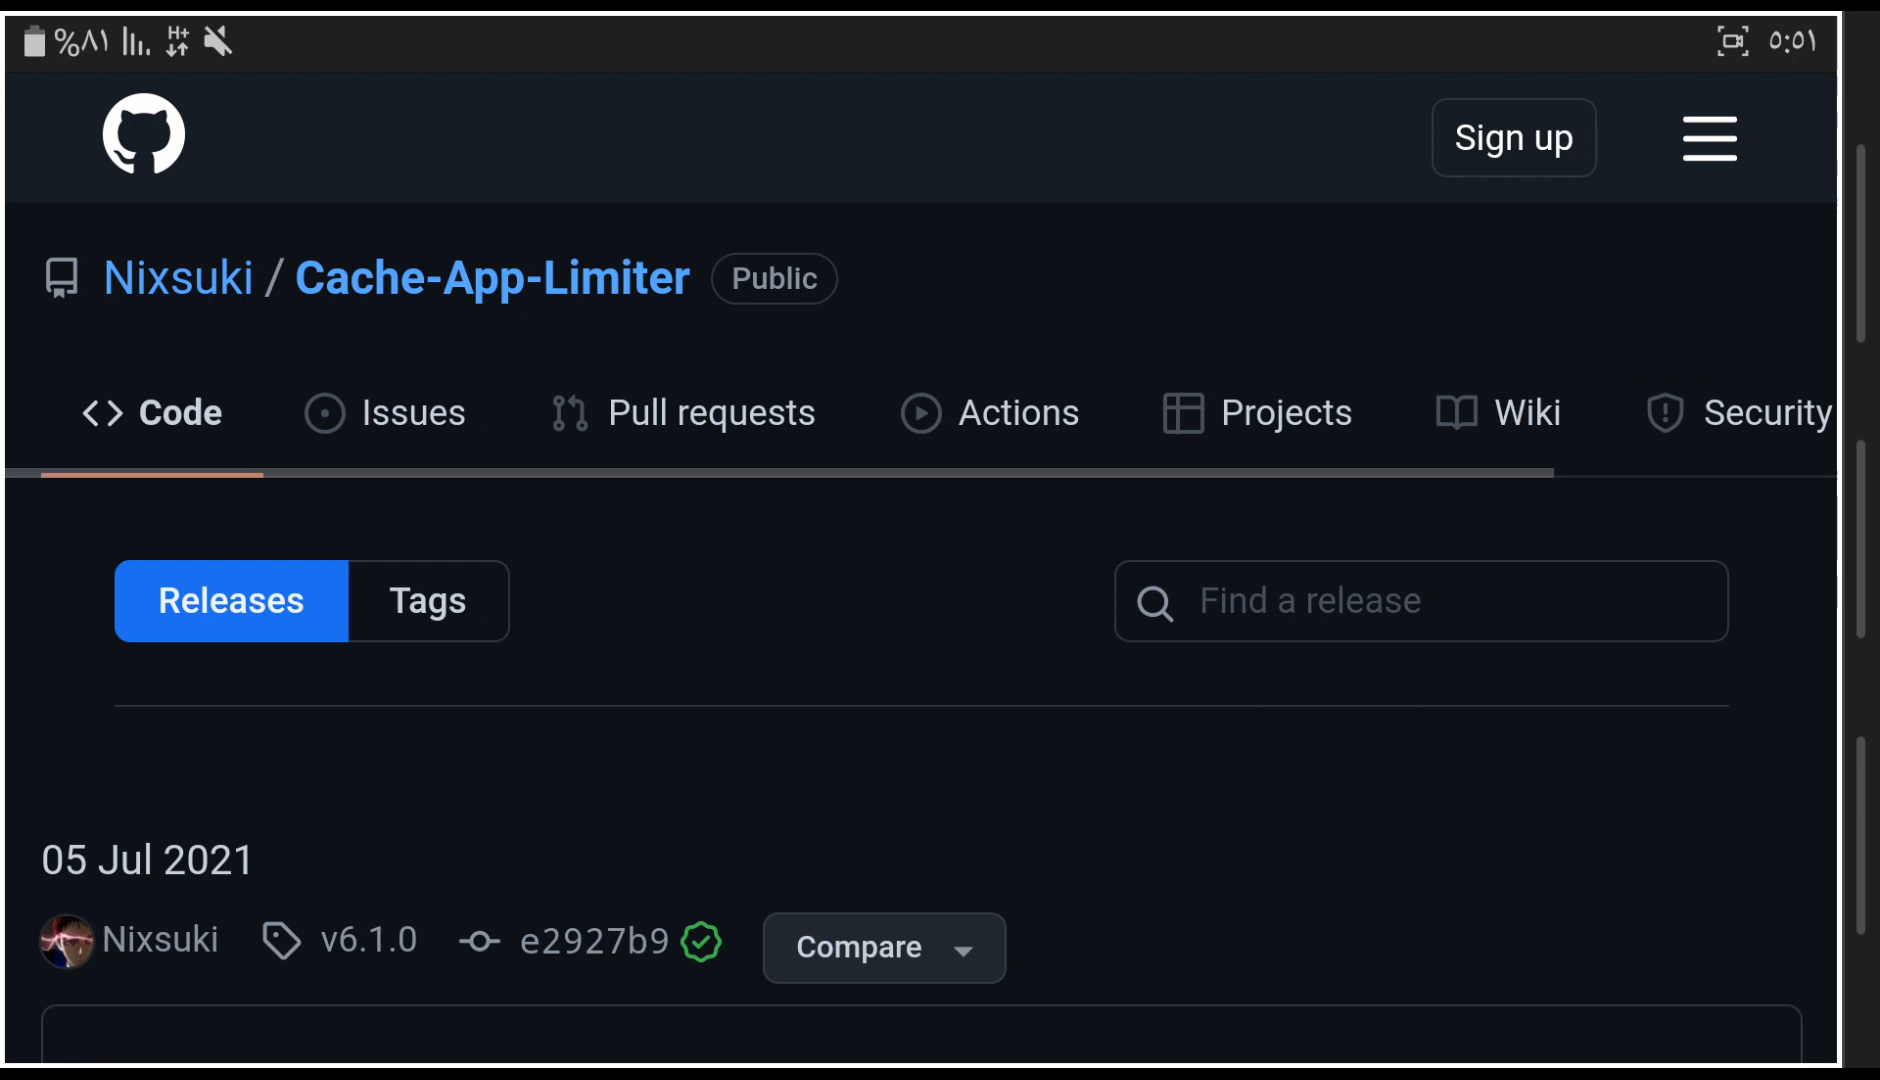 %٨١ H+ ٥:٥١
Sign up
Nixsuki / Cache-App-Limiter Public
Code Issues Pull requests Actions Projects Wiki Security
Releases Tags Find a release
05 Jul 2021
Nixsuki v6.1.0 e2927b9 Compare